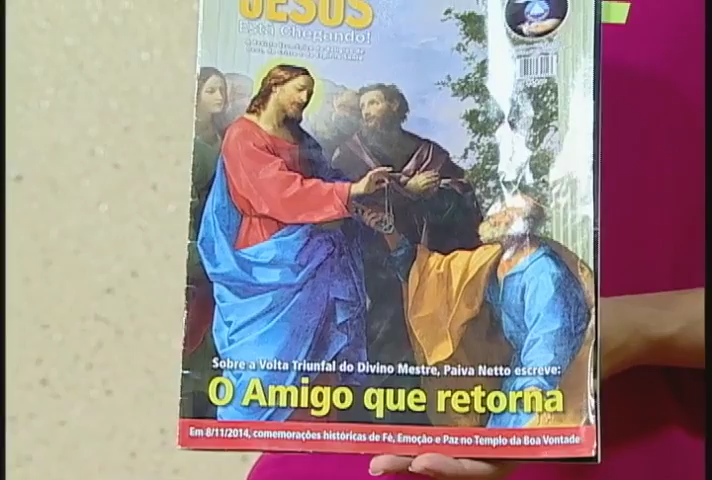 JESUS
Está Chegando!
Sobre a Volta Triunfal do Divino Mestre, Paiva Netto escreve:
O Amigo que retorna
Em 8/11/2014, comemorações históricas de Fé, Emoção e Paz no Templo da Boa Vontade